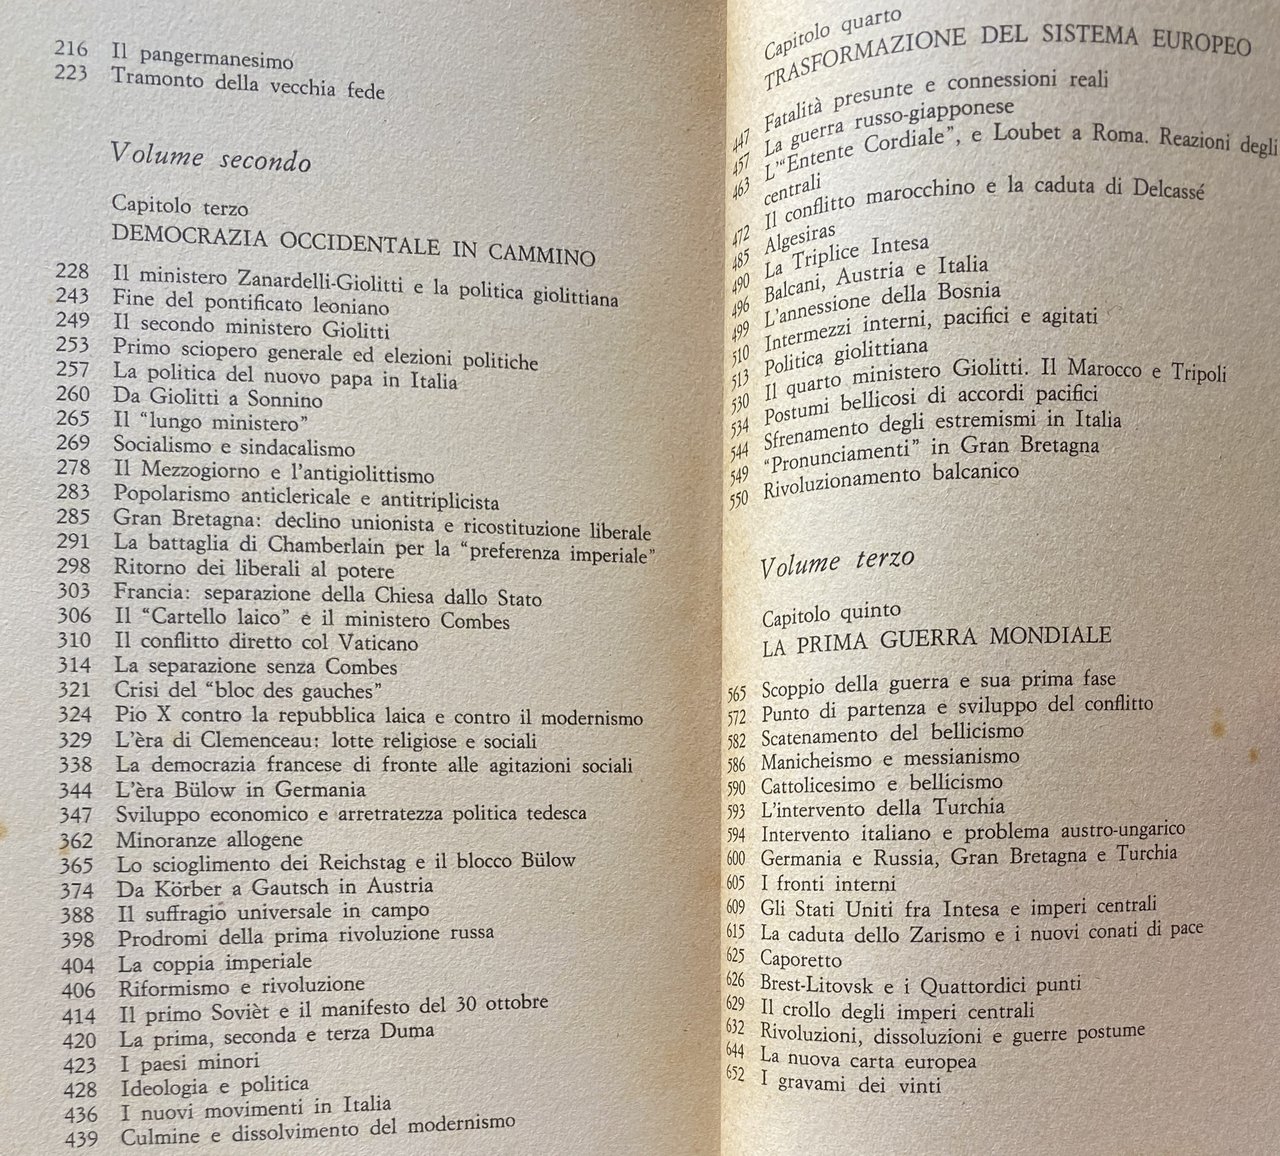 216 Il pangermanesimo
223 Tramonto della vecchia fede
Volume secondo
Capitolo terzo
DEMOCRAZIA OCCIDENTALE IN CAMMINO
228 Il ministero Zanardelli-Giolitti e la politica giolittiana
243 Fine del pontificato leoniano
249 Il secondo ministero Giolitti
253 Primo sciopero generale ed elezioni politiche
257 La politica del nuovo papa in Italia
260 Da Giolitti a Sonnino
265 Il “lungo ministero”
269 Socialismo e sindacalismo
278 Il Mezzogiorno e l'antigiolittismo
283 Popolarismo anticlericale e antitriplicista
285 Gran Bretagna: declino unionista e ricostituzione liberale
291 La battaglia di Chamberlain per la “preferenza imperiale”
298 Ritorno dei liberali al potere
303 Francia: separazione della Chiesa dallo Stato
306 Il “Cartello laico” e il ministero Combes
310 Il conflitto diretto col Vaticano
314 La separazione senza Combes
321 Crisi del “bloc des gauches”
324 Pio X contro la repubblica laica e contro il modernismo
329 L'èra di Clemenceau: lotte religiose e sociali
338 La democrazia francese di fronte alle agitazioni sociali
344 L'èra Bülow in Germania
347 Sviluppo economico e arretratezza politica tedesca
362 Minoranze allogene
365 Lo scioglimento dei Reichstag e il blocco Bülow
374 Da Körber a Gautsch in Austria
388 Il suffragio universale in campo
398 Prodromi della prima rivoluzione russa
404 La coppia imperiale
406 Riformismo e rivoluzione
414 Il primo Sovièt e il manifesto del 30 ottobre
420 La prima, seconda e terza Duma
423 I paesi minori
428 Ideologia e politica
436 I nuovi movimenti in Italia
439 Culmine e dissolvimento del modernismo
Capitolo quarto
TRASFORMAZIONE DEL SISTEMA EUROPEO
447 Fatalità presunte e connessioni reali
457 La guerra russo-giapponese
463 L'“Entente Cordiale”, e Loubet a Roma. Reazioni degli
centrali
472 Il conflitto marocchino e la caduta di Delcassé
485 Algesiras
490 La Triplice Intesa
496 Balcani, Austria e Italia
499 L'annessione della Bosnia
510 Intermezzi interni, pacifici e agitati
513 Politica giolittiana
530 Il quarto ministero Giolitti. Il Marocco e Tripoli
534 Postumi bellicosi di accordi pacifici
544 Sfrenamento degli estremismi in Italia
549 “Pronunciamenti” in Gran Bretagna
550 Rivoluzionamento balcanico
Volume terzo
Capitolo quinto
LA PRIMA GUERRA MONDIALE
565 Scoppio della guerra e sua prima fase
572 Punto di partenza e sviluppo del conflitto
582 Scatenamento del bellicismo
586 Manicheismo e messianismo
590 Cattolicesimo e bellicismo
593 L'intervento della Turchia
594 Intervento italiano e problema austro-ungarico
600 Germania e Russia, Gran Bretagna e Turchia
605 I fronti interni
609 Gli Stati Uniti fra Intesa e imperi centrali
615 La caduta dello Zarismo e i nuovi conati di pace
625 Caporetto
626 Brest-Litovsk e i Quattordici punti
629 Il crollo degli imperi centrali
632 Rivoluzioni, dissoluzioni e guerre postume
644 La nuova carta europea
652 I gravami dei vinti